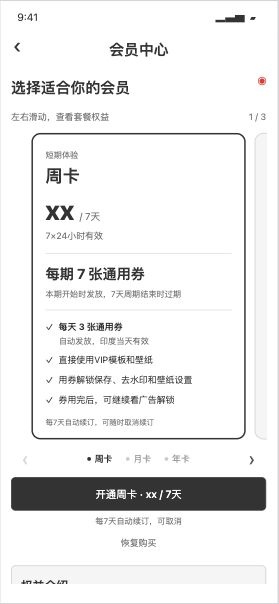 9:41
会员中心
选择适合你的会员
左右滑动，查看套餐权益 1 / 3
短期体验
周卡
XX / 7天
7×24小时有效
每期 7 张通用券
本期开始时发放，7天周期结束时过期
✓ 每天 3 张通用券
自动发放，印度当天有效
✓ 直接使用VIP模板和壁纸
✓ 用券解锁保存、去水印和壁纸设置
✓ 券用完后，可继续看广告解锁
每7天自动续订，可随时取消续订
周卡 月卡 年卡
开通周卡 · xx / 7天
每7天自动续订，可取消
恢复购买
权益介绍